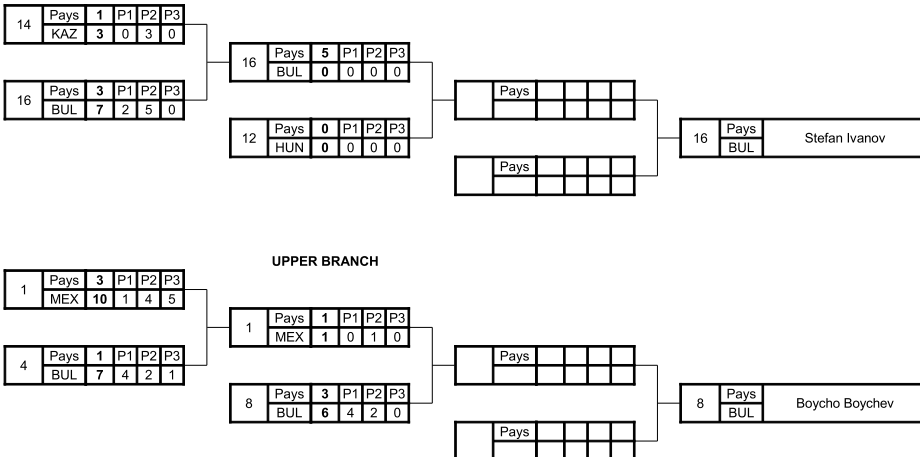 14 Pays 1 P1 P2 P3
KAZ 3 0 3 0
16 Pays 3 P1 P2 P3
BUL 7 2 5 0
16 Pays 5 P1 P2 P3
BUL 0 0 0 0
12 Pays 0 P1 P2 P3
HUN 0 0 0 0
Pays
Pays
16 Pays Stefan Ivanov
BUL
UPPER BRANCH
1 Pays 3 P1 P2 P3
MEX 10 1 4 5
4 Pays 1 P1 P2 P3
BUL 7 4 2 1
1 Pays 1 P1 P2 P3
MEX 1 0 1 0
8 Pays 3 P1 P2 P3
BUL 6 4 2 0
Pays
Pays
8 Pays Boycho Boychev
BUL